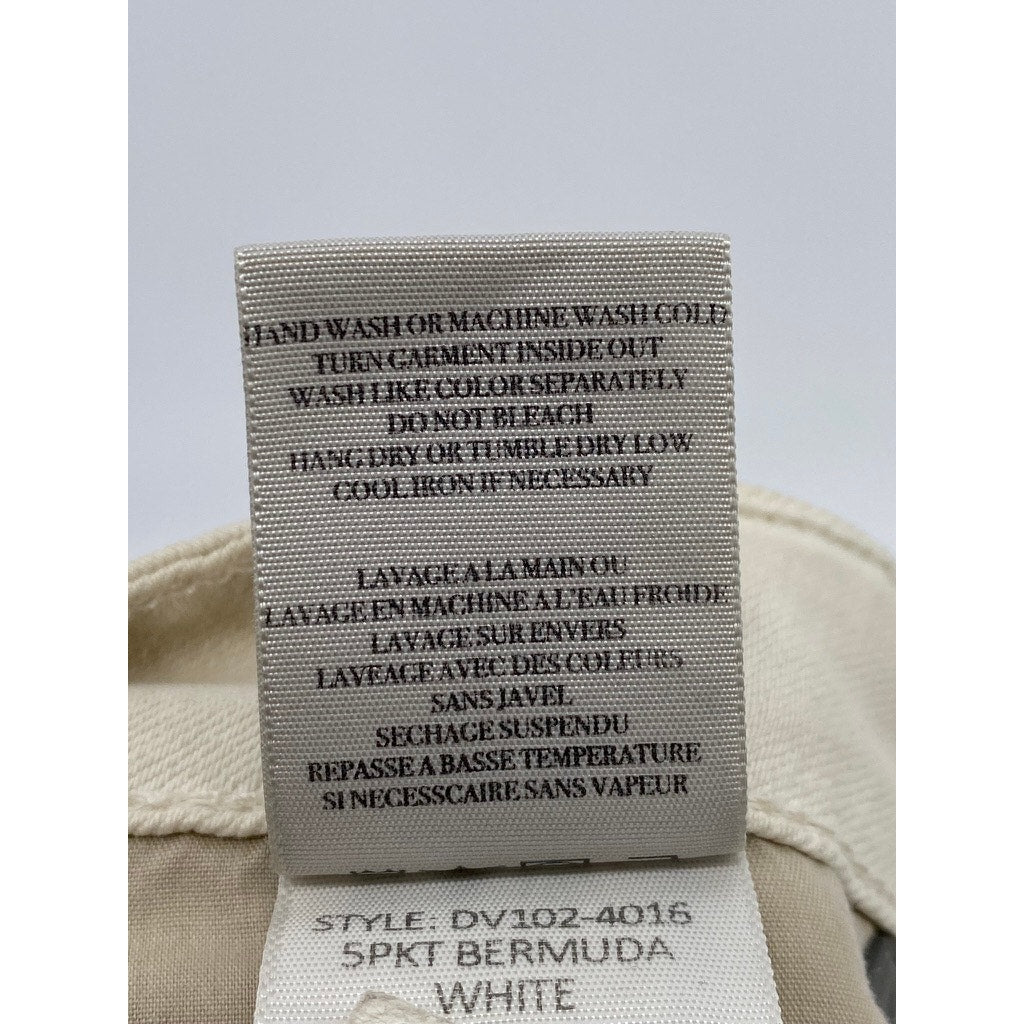 HAND WASH OR MACHINE WASH COLD
TURN GARMENT INSIDE OUT
WASH LIKE COLOR SEPARATELY
DO NOT BLEACH
HANG DRY OR TUMBLE DRY LOW
COOL IRON IF NECESSARY
LAVAGE A LA MAIN OU
LAVAGE EN MACHINE A L'EAU FROIDE
LAVAGE SUR ENVERS
LAVEAGE AVEC DES COLEURS
SANS JAVEL
SECHAGE SUSPENDU
REPASSE A BASSE TEMPERATURE
SI NECESSCAIRE SANS VAPEUR
STYLE: DV102-4016
5PKT BERMUDA
WHITE